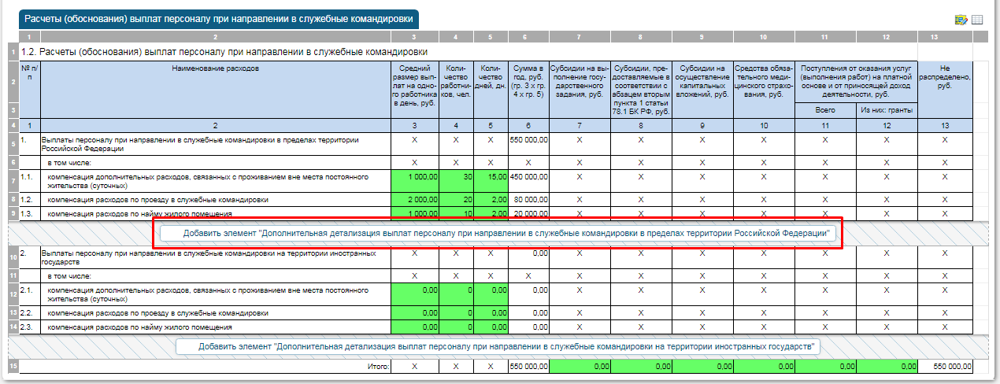 Расчеты (обоснования) выплат персоналу при направлении в служебные командировки
1 2 3 4 5 6 7 8 9 10 11 12 13
1 1.2. Расчеты (обоснования) выплат персоналу при направлении в служебные командировки
2 № п/п Наименование расходов Средний размер выплат на одного работника в день, руб. Количество работников, чел. Количество дней, дн. Сумма в год, руб. (гр. 3 х гр. 4 х гр. 5) Субсидии на выполнение государственного задания, руб. Субсидии, предоставляемые в соответствии с абзацем вторым пункта 1 статьи 78.1 БК РФ, руб. Субсидии на осуществление капитальных вложений, руб. Средства обязательного медицинского страхования, руб. Поступления от оказания услуг (выполнения работ) на платной основе и от приносящей доход деятельности, руб. Не распределено, руб.
3 Всего Из них: гранты
4 1 2 3 4 5 6 7 8 9 10 11 12 13
5 1. Выплаты персоналу при направлении в служебные командировки в пределах территории
Российской Федерации X X X 550 000,00 X X X X X X X
6 в том числе: X X X X X X X X X X X
7 1.1. компенсация дополнительных расходов, связанных с проживанием вне места постоянного
жительства (суточных) 1 000,00 30 15,00 450 000,00 X X X X X X X
8 1.2. компенсация расходов по проезду в служебные командировки 2 000,00 20 2,00 80 000,00 X X X X X X X
9 1.3. компенсация расходов по найму жилого помещения 1 000,00 10 2,00 20 000,00 X X X X X X X
Добавить элемент "Дополнительная детализация выплат персоналу при направлении в служебные командировки в пределах территории Российской Федерации"
10 2. Выплаты персоналу при направлении в служебные командировки на территории иностранных
государств X X X 0,00 X X X X X X X
11 в том числе: X X X X X X X X X X X
12 2.1. компенсация дополнительных расходов, связанных с проживанием вне места постоянного
жительства (суточных) 0,00 0 0,00 0,00 X X X X X X X
13 2.2. компенсация расходов по проезду в служебные командировки 0,00 0 0,00 0,00 X X X X X X X
14 2.3. компенсация расходов по найму жилого помещения 0,00 0 0,00 0,00 X X X X X X X
Добавить элемент "Дополнительная детализация выплат персоналу при направлении в служебные командировки на территории иностранных государств"
15 Итого: X X X 550 000,00 0,00 0,00 0,00 0,00 0,00 0,00 550 000,00